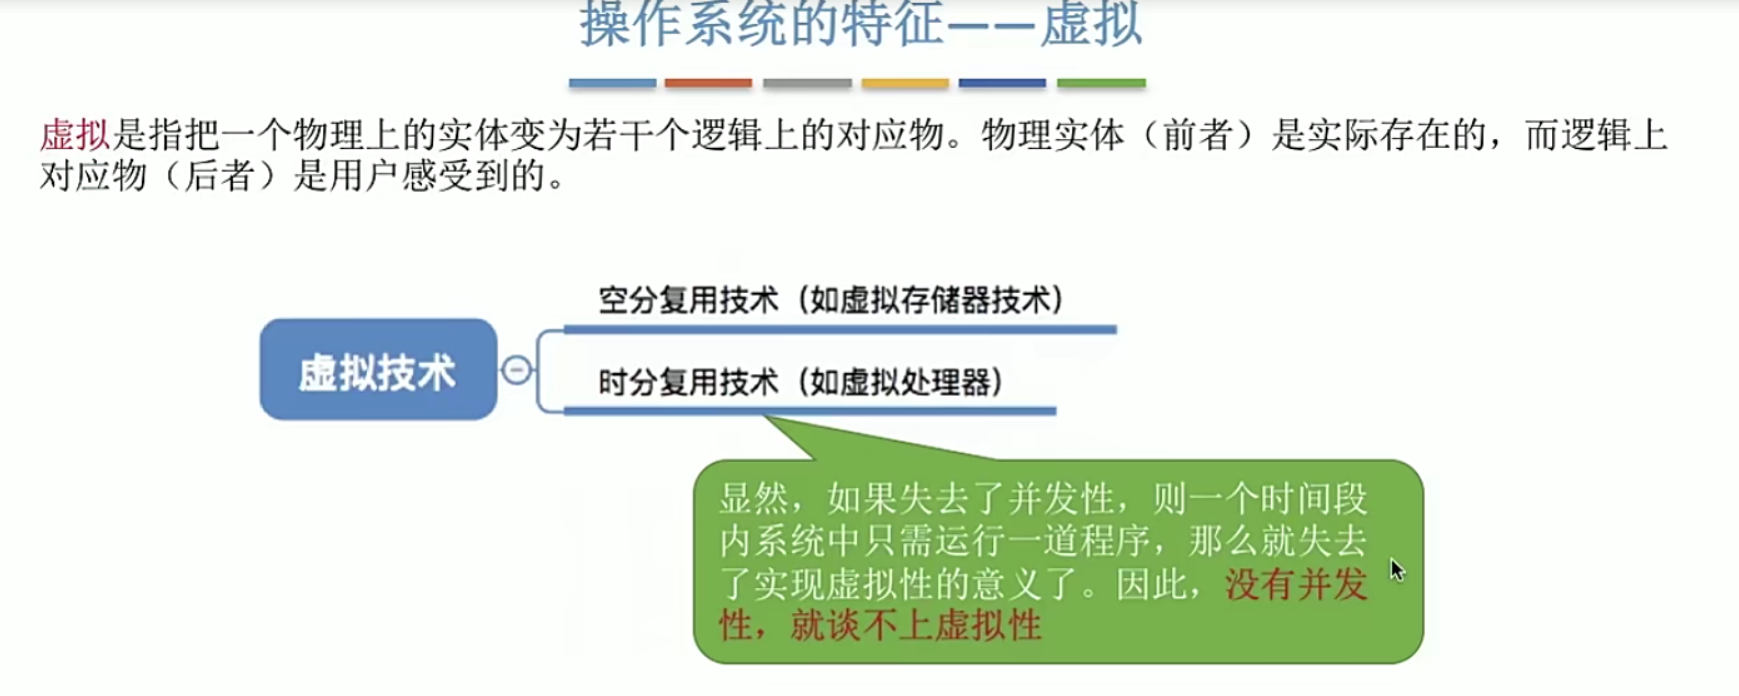 操作系统的特征——虚拟
虚拟是指把一个物理上的实体变为若干个逻辑上的对应物。物理实体（前者）是实际存在的，而逻辑上
对应物（后者）是用户感受到的。
空分复用技术（如虚拟存储器技术）
虚拟技术
时分复用技术（如虚拟处理器）
显然，如果失去了并发性，则一个时间段
内系统中只需运行一道程序，那么就失去
了实现虚拟性的意义了。因此，没有并发
性，就谈不上虚拟性